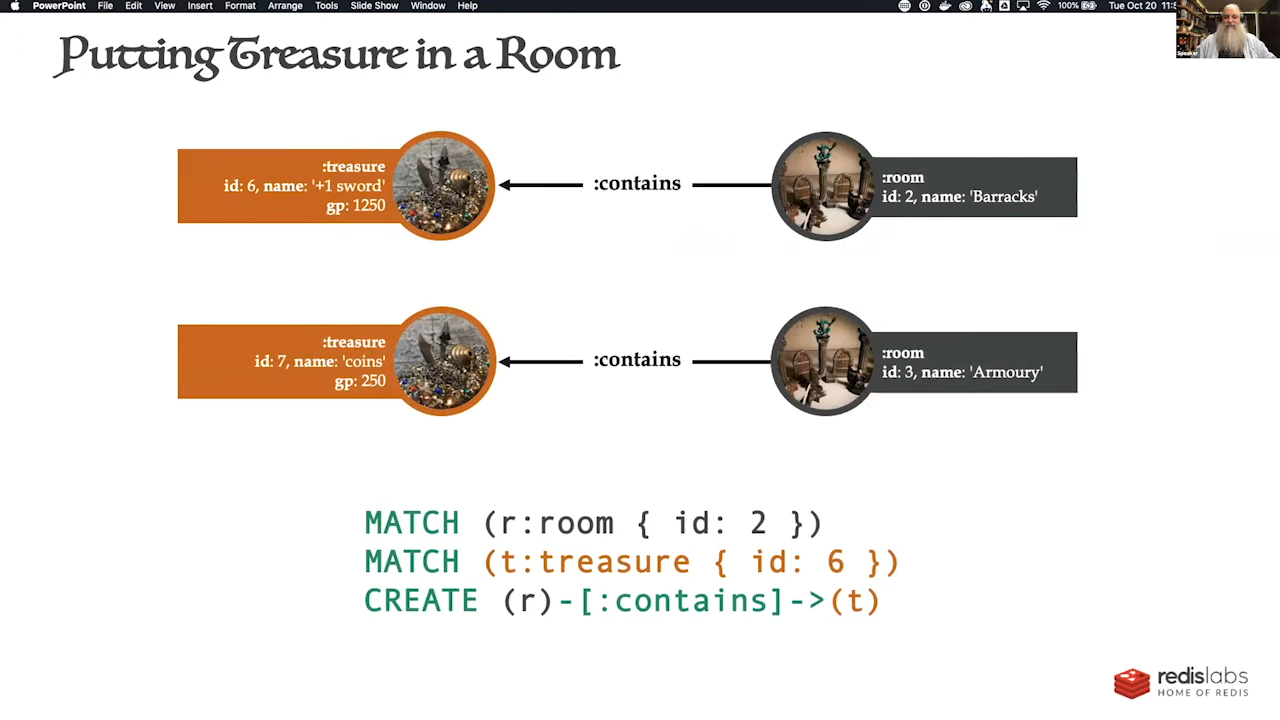 PowerPoint File Edit View Insert Format Arrange Tools Slide Show Window Help 100% Tue Oct 20 11:5
Speaker
Putting Treasure in a Room
:treasure
id: 6, name: '+1 sword'
gp: 1250
:contains
:room
id: 2, name: 'Barracks'
:treasure
id: 7, name: 'coins'
gp: 250
:contains
:room
id: 3, name: 'Armoury'
MATCH (r:room { id: 2 })
MATCH (t:treasure { id: 6 })
CREATE (r)-[:contains]->(t)
redislabs
HOME OF REDIS